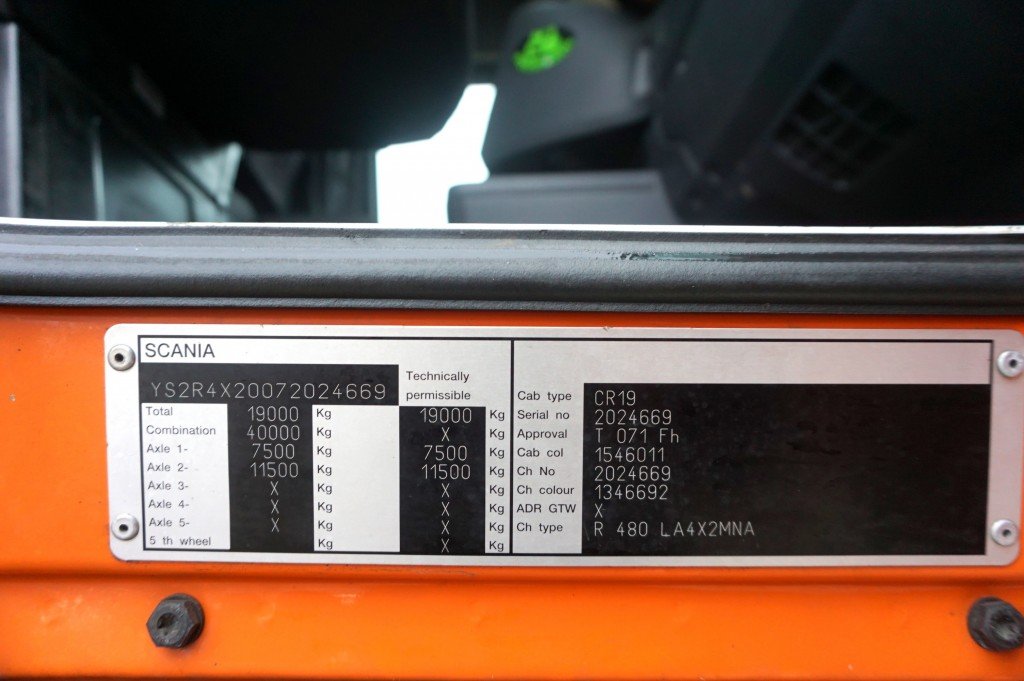 SCANIA
YS2R4X20072024669
Technically
permissible
Total 19000 Kg 19000 Kg
Combination 40000 Kg X Kg
Axle 1- 7500 Kg 7500 Kg
Axle 2- 11500 Kg 11500 Kg
Axle 3- X Kg X Kg
Axle 4- X Kg X Kg
Axle 5- X Kg X Kg
5 th wheel Kg X Kg
Cab type CR19
Serial no 2024669
Approval T 071 Fh
Cab col 1546011
Ch No 2024669
Ch colour 1346692
ADR GTW X
Ch type R 480 LA4X2MNA